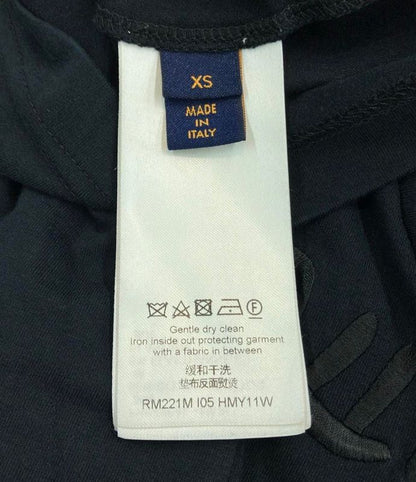 XS
MADE
IN
ITALY
F
Gentle dry clean
Iron inside out protecting garment
with a fabric in between
缓和干洗
垫布反面熨烫
RM221M I05 HMY11W